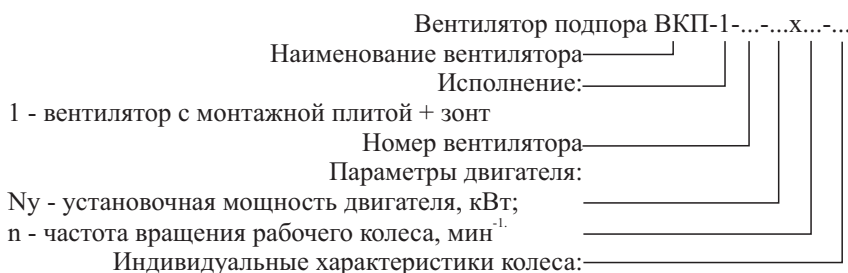 Вентилятор подпора ВКП-1-...-...х...-...
Наименование вентилятора
Исполнение:
1 - вентилятор с монтажной плитой + зонт
Номер вентилятора
Параметры двигателя:
Nу - установочная мощность двигателя, кВт;
n - частота вращения рабочего колеса, мин⁻¹·
Индивидуальные характеристики колеса: